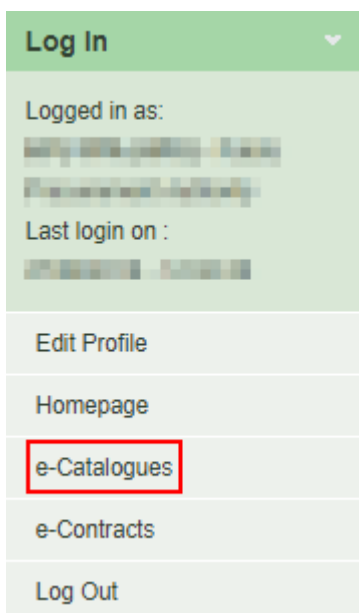 Log In
Logged in as:
Last login on :
Edit Profile
Homepage
e-Catalogues
e-Contracts
Log Out